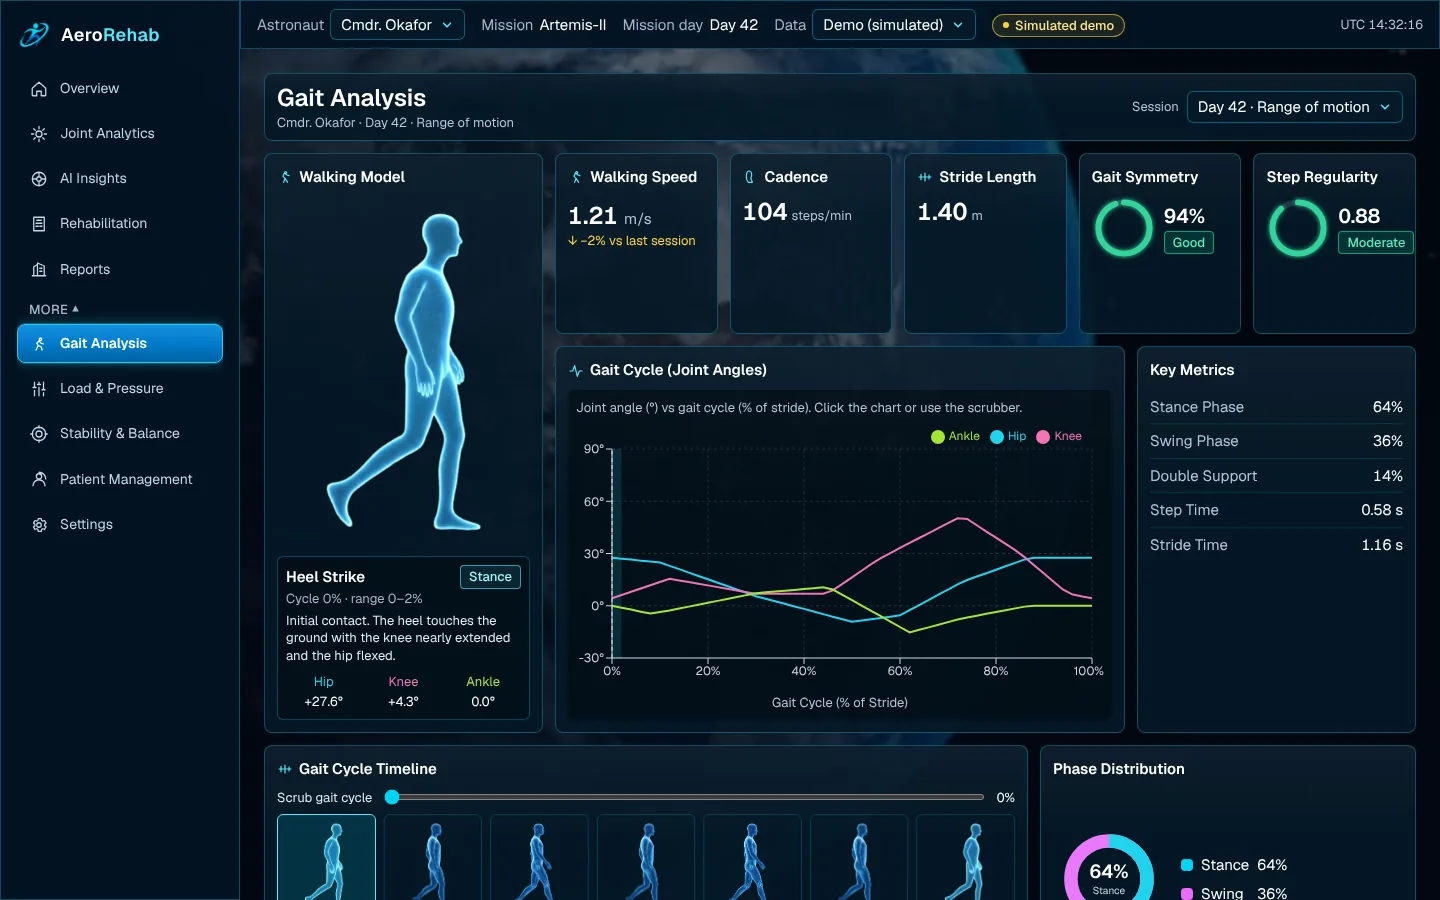 AeroRehab
Astronaut Cmdr. Okafor Mission Artemis-II Mission day Day 42 Data Demo (simulated) Simulated demo UTC 14:32:16
Overview
Joint Analytics
AI Insights
Rehabilitation
Reports
MORE ▲
Gait Analysis
Load & Pressure
Stability & Balance
Patient Management
Settings
Gait Analysis
Cmdr. Okafor · Day 42 · Range of motion
Session Day 42 · Range of motion
Walking Model
Heel Strike Stance
Cycle 0% · range 0–2%
Initial contact. The heel touches the
ground with the knee nearly extended
and the hip flexed.
Hip Knee Ankle
+27.6° +4.3° 0.0°
Walking Speed
1.21 m/s
↓ −2% vs last session
Cadence
104 steps/min
Stride Length
1.40 m
Gait Symmetry
94%
Good
Step Regularity
0.88
Moderate
Gait Cycle (Joint Angles)
Joint angle (°) vs gait cycle (% of stride). Click the chart or use the scrubber.
Ankle Hip Knee
90°
60°
30°
0°
-30°
0% 20% 40% 60% 80% 100%
Gait Cycle (% of Stride)
Key Metrics
Stance Phase 64%
Swing Phase 36%
Double Support 14%
Step Time 0.58 s
Stride Time 1.16 s
Gait Cycle Timeline
Scrub gait cycle 0%
Phase Distribution
64%
Stance
Stance 64%
Swing 36%